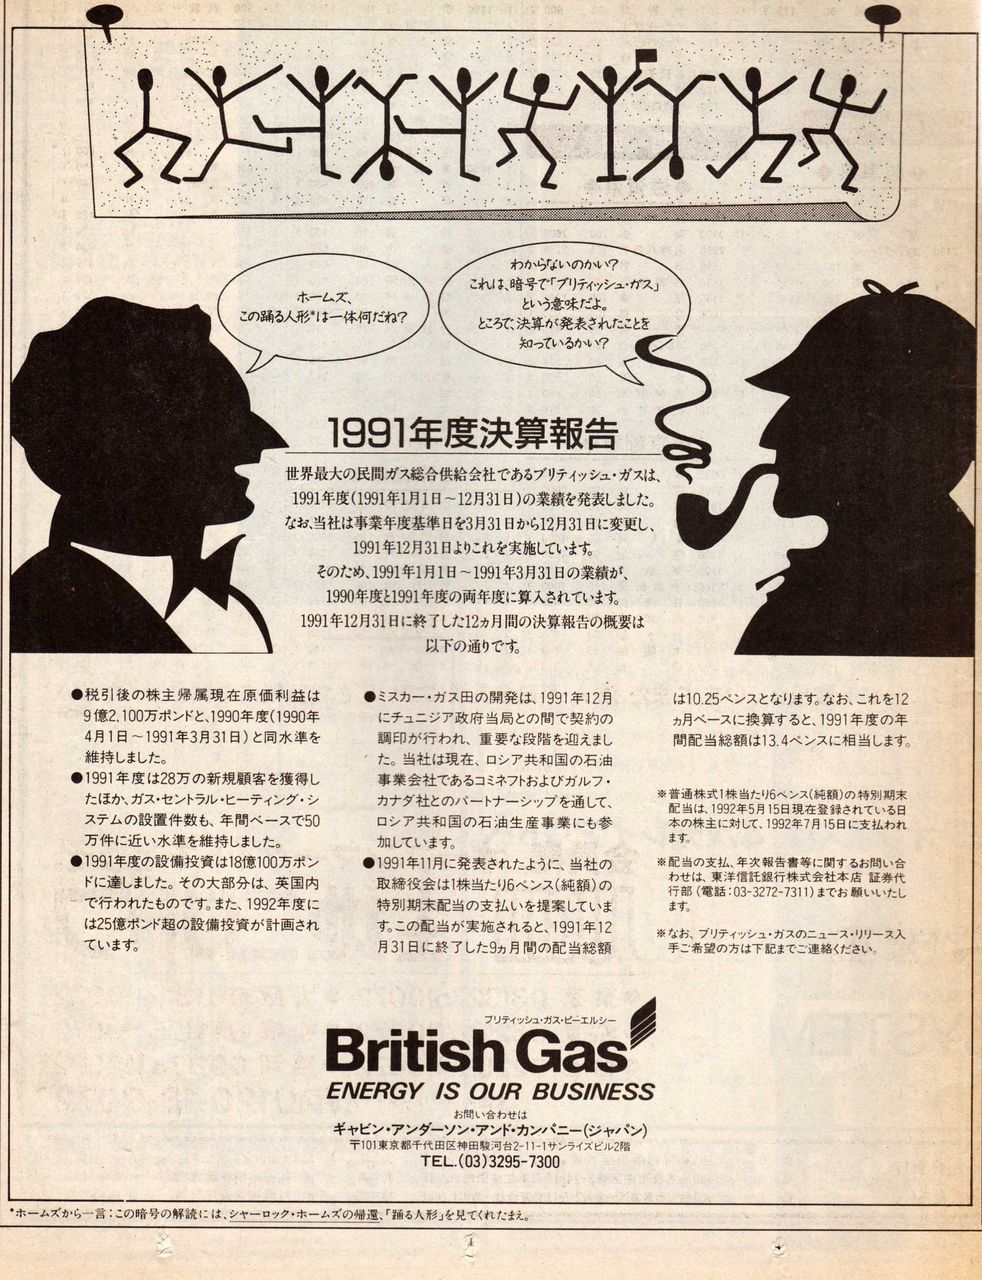 ホームズ、
この踊る人形*は一体何だね?
わからないのかい?
これは、暗号で「ブリティッシュ・ガス」
という意味だよ。
ところで、決算が発表されたことを
知っているかい?
1991年度決算報告
世界最大の民間ガス総合供給会社であるブリティッシュ・ガスは、
1991年度(1991年1月1日〜12月31日)の業績を発表しました。
なお、当社は事業年度基準日を3月31日から12月31日に変更し、
1991年12月31日よりこれを実施しています。
そのため、1991年1月1日〜1991年3月31日の業績が、
1990年度と1991年度の両年度に算入されています。
1991年12月31日に終了した12ヵ月間の決算報告の概要は
以下の通りです。
●税引後の株主帰属現在原価利益は
9億2,100万ポンドと、1990年度(1990年
4月1日〜1991年3月31日)と同水準を
維持しました。
●1991年度は28万の新規顧客を獲得し
たほか、ガス・セントラル・ヒーティング・シ
ステムの設置件数も、年間ベースで50
万件に近い水準を維持しました。
●1991年度の設備投資は18億100万ポン
ドに達しました。その大部分は、英国内
で行われたものです。また、1992年度に
は25億ポンド超の設備投資が計画され
ています。
●ミスカー・ガス田の開発は、1991年12月
にチュニジア政府当局との間で契約の
調印が行われ、重要な段階を迎えまし
た。当社は現在、ロシア共和国の石油
事業会社であるコミネフトおよびガルフ・
カナダ社とのパートナーシップを通して、
ロシア共和国の石油生産事業にも参
加しています。
●1991年11月に発表されたように、当社の
取締役会は1株当たり6ペンス(純額)の
特別期末配当の支払いを提案していま
す。この配当が実施されると、1991年12
月31日に終了した9ヵ月間の配当総額
は10.25ペンスとなります。なお、これを12
ヵ月ベースに換算すると、1991年度の年
間配当総額は13.4ペンスに相当します。
※普通株式1株当たり6ペンス(純額)の特別期末
配当は、1992年5月15日現在登録されている日
本の株主に対して、1992年7月15日に支払われ
ます。
※配当の支払、年次報告書等に関するお問い合
わせは、東洋信託銀行株式会社本店 証券代
行部(電話:03-3272-7311)までお願いいたし
ます。
※なお、ブリティッシュ・ガスのニュース・リリース入
手ご希望の方は下記までご連絡ください。
ブリティッシュ・ガス・ピーエルシー
British Gas
ENERGY IS OUR BUSINESS
お問い合わせは
ギャビン・アンダーソン・アンド・カンパニー(ジャパン)
〒101東京都千代田区神田駿河台2-11-1サンライズビル2階
TEL.(03)3295-7300
*ホームズから一言:この暗号の解読には、シャーロック・ホームズの帰還、「踊る人形」を見てくれたまえ。